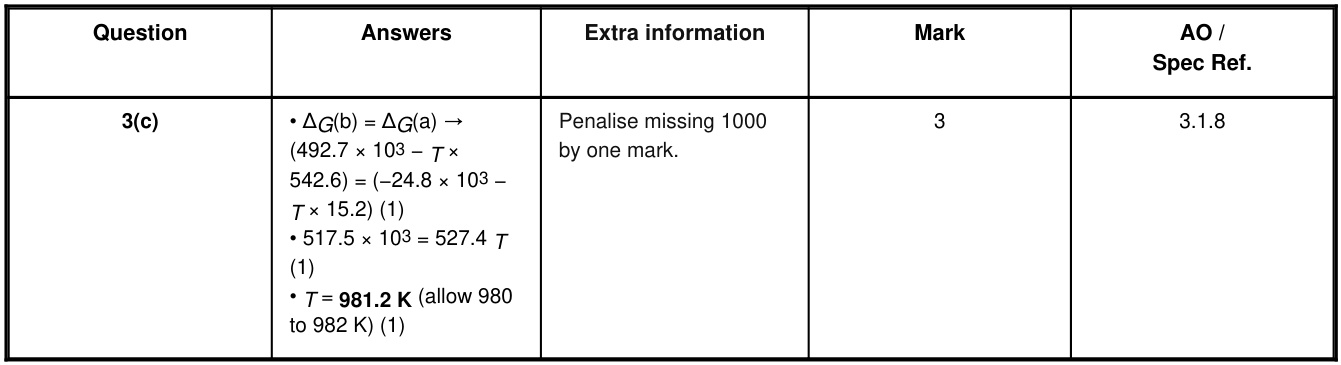 Question Answers Extra information Mark AO /
Spec Ref.
3(c) • ΔG(b) = ΔG(a) → Penalise missing 1000 3 3.1.8
(492.7 × 10³ − T × by one mark.
542.6) = (−24.8 × 10³ −
T × 15.2) (1)
• 517.5 × 10³ = 527.4 T
(1)
• T = 981.2 K (allow 980
to 982 K) (1)